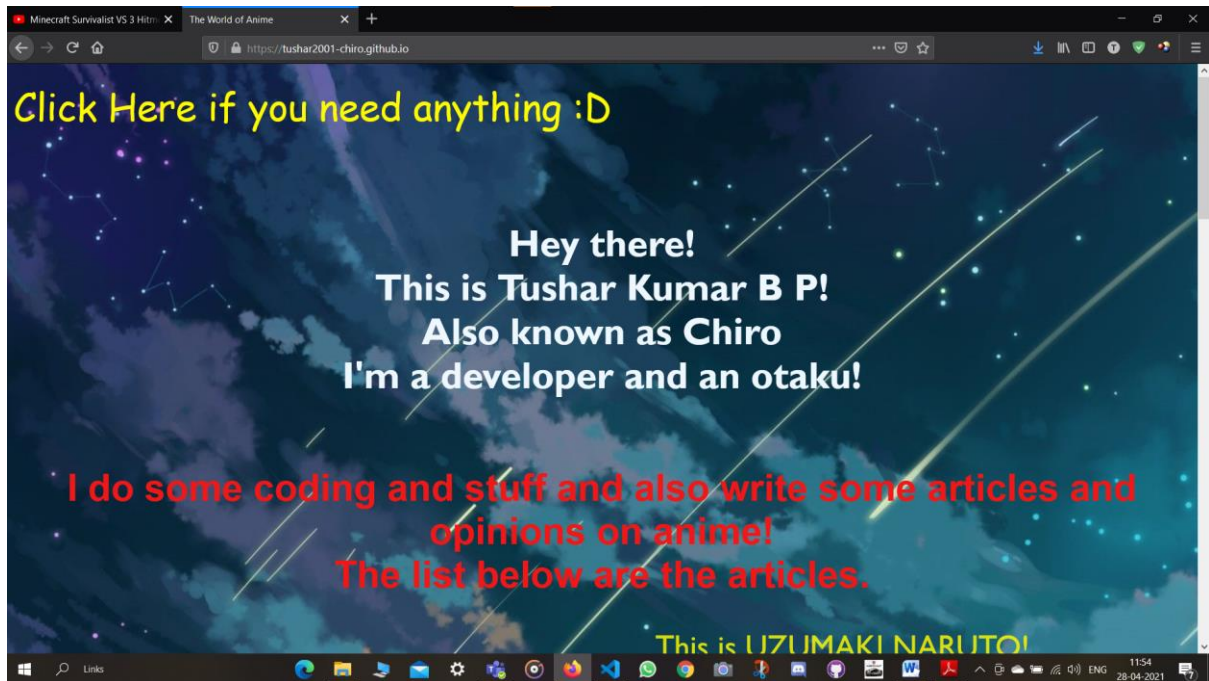 Minecraft Survivalist VS 3 Hitm
The World of Anime
https://tushar2001-chiro.github.io
Click Here if you need anything :D
Hey there!
This is Tushar Kumar B P!
Also known as Chiro
I'm a developer and an otaku!
I do some coding and stuff and also write some articles and
opinions on anime!
The list below are the articles.
This is UZUMAKI NARUTO!
Links
ENG
11:54
28-04-2021